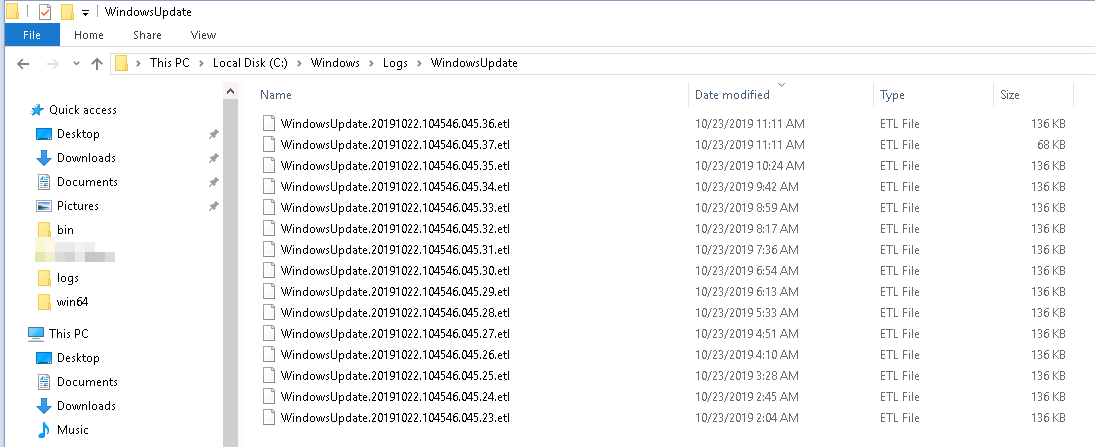 WindowsUpdate
File Home Share View
This PC Local Disk (C:) Windows Logs WindowsUpdate
Quick access
Desktop
Downloads
Documents
Pictures
bin
logs
win64
This PC
Desktop
Documents
Downloads
Music
Name Date modified Type Size
WindowsUpdate.20191022.104546.045.36.etl 10/23/2019 11:11 AM ETL File 136 KB
WindowsUpdate.20191022.104546.045.37.etl 10/23/2019 11:11 AM ETL File 68 KB
WindowsUpdate.20191022.104546.045.35.etl 10/23/2019 10:24 AM ETL File 136 KB
WindowsUpdate.20191022.104546.045.34.etl 10/23/2019 9:42 AM ETL File 136 KB
WindowsUpdate.20191022.104546.045.33.etl 10/23/2019 8:59 AM ETL File 136 KB
WindowsUpdate.20191022.104546.045.32.etl 10/23/2019 8:17 AM ETL File 136 KB
WindowsUpdate.20191022.104546.045.31.etl 10/23/2019 7:36 AM ETL File 136 KB
WindowsUpdate.20191022.104546.045.30.etl 10/23/2019 6:54 AM ETL File 136 KB
WindowsUpdate.20191022.104546.045.29.etl 10/23/2019 6:13 AM ETL File 136 KB
WindowsUpdate.20191022.104546.045.28.etl 10/23/2019 5:33 AM ETL File 136 KB
WindowsUpdate.20191022.104546.045.27.etl 10/23/2019 4:51 AM ETL File 136 KB
WindowsUpdate.20191022.104546.045.26.etl 10/23/2019 4:10 AM ETL File 136 KB
WindowsUpdate.20191022.104546.045.25.etl 10/23/2019 3:28 AM ETL File 136 KB
WindowsUpdate.20191022.104546.045.24.etl 10/23/2019 2:45 AM ETL File 136 KB
WindowsUpdate.20191022.104546.045.23.etl 10/23/2019 2:04 AM ETL File 136 KB